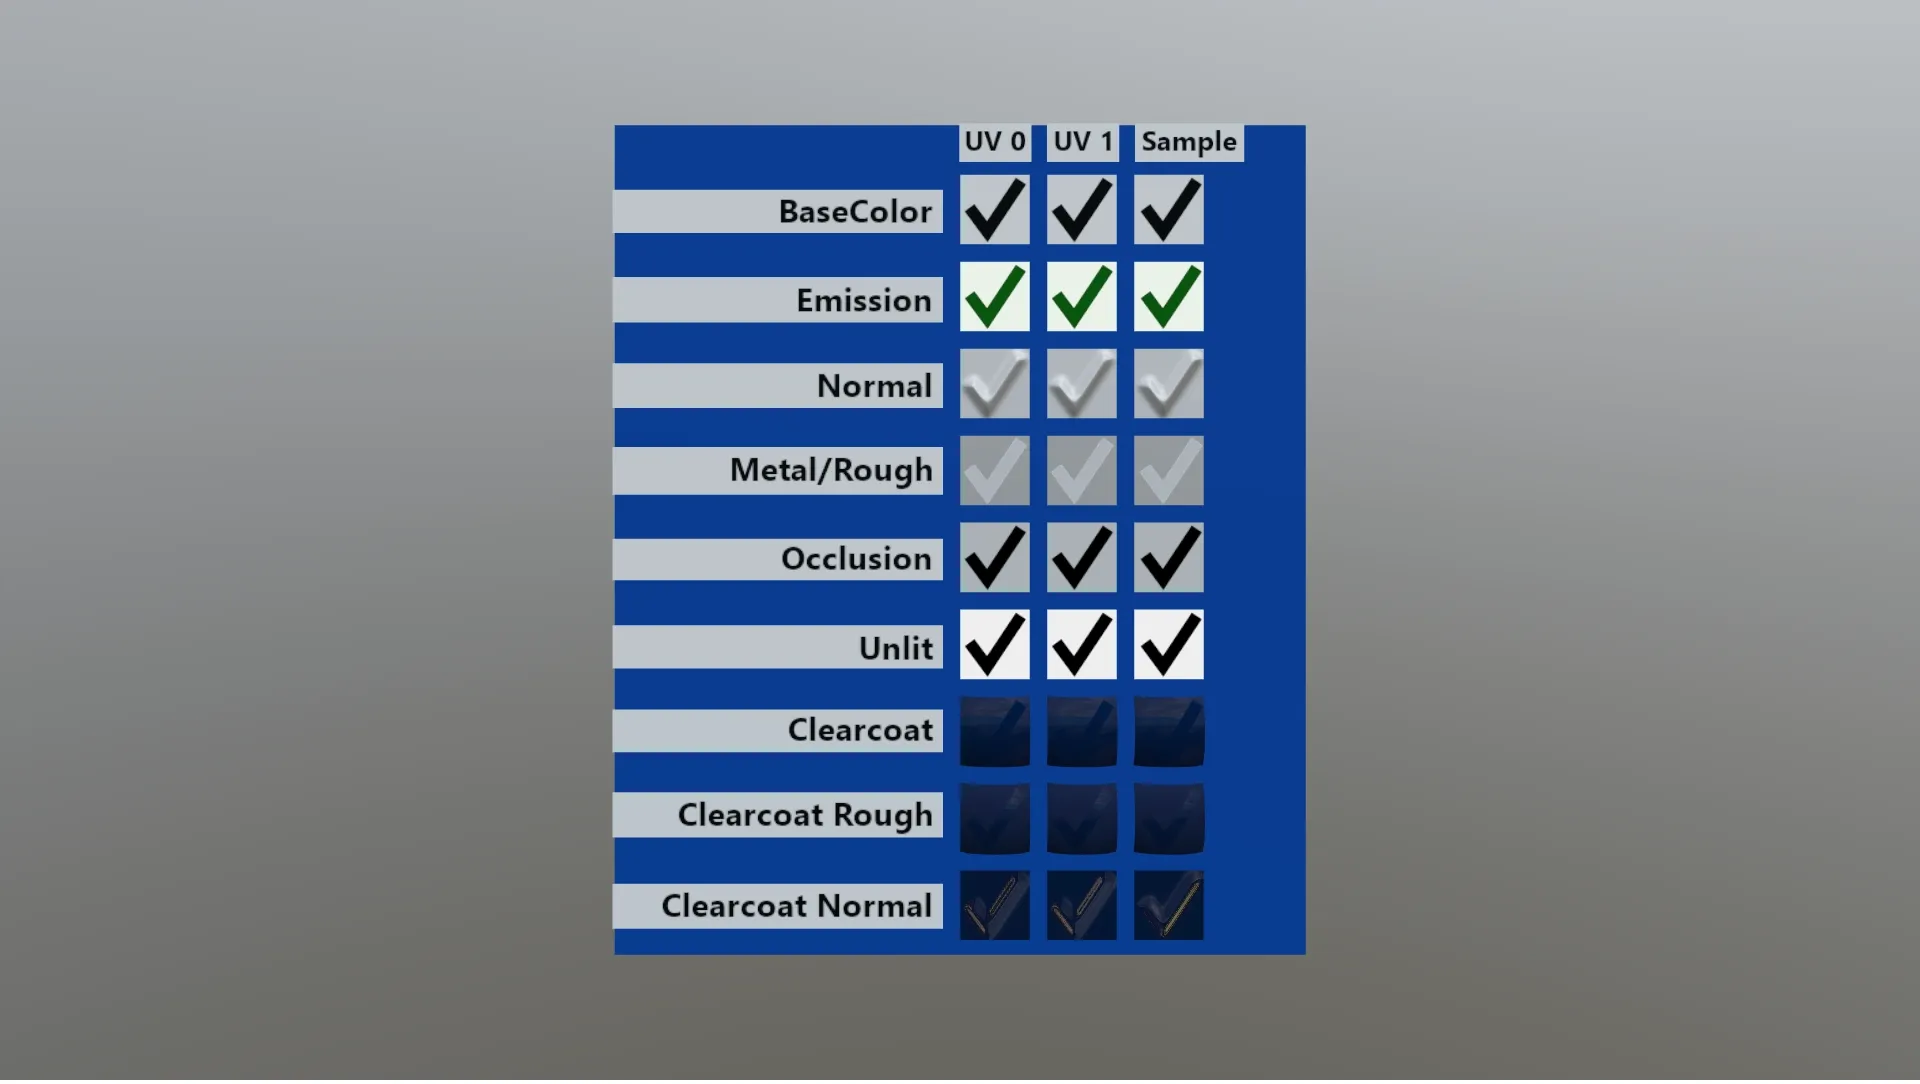 UV 0 UV 1 Sample
BaseColor
Emission
Normal
Metal/Rough
Occlusion
Unlit
Clearcoat
Clearcoat Rough
Clearcoat Normal